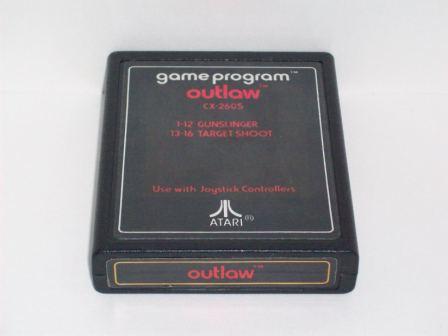 game program™
outlaw™
CX-2605
1-12 GUNSLINGER
13-16 TARGET SHOOT
Use with Joystick Controllers
ATARI®
outlaw™